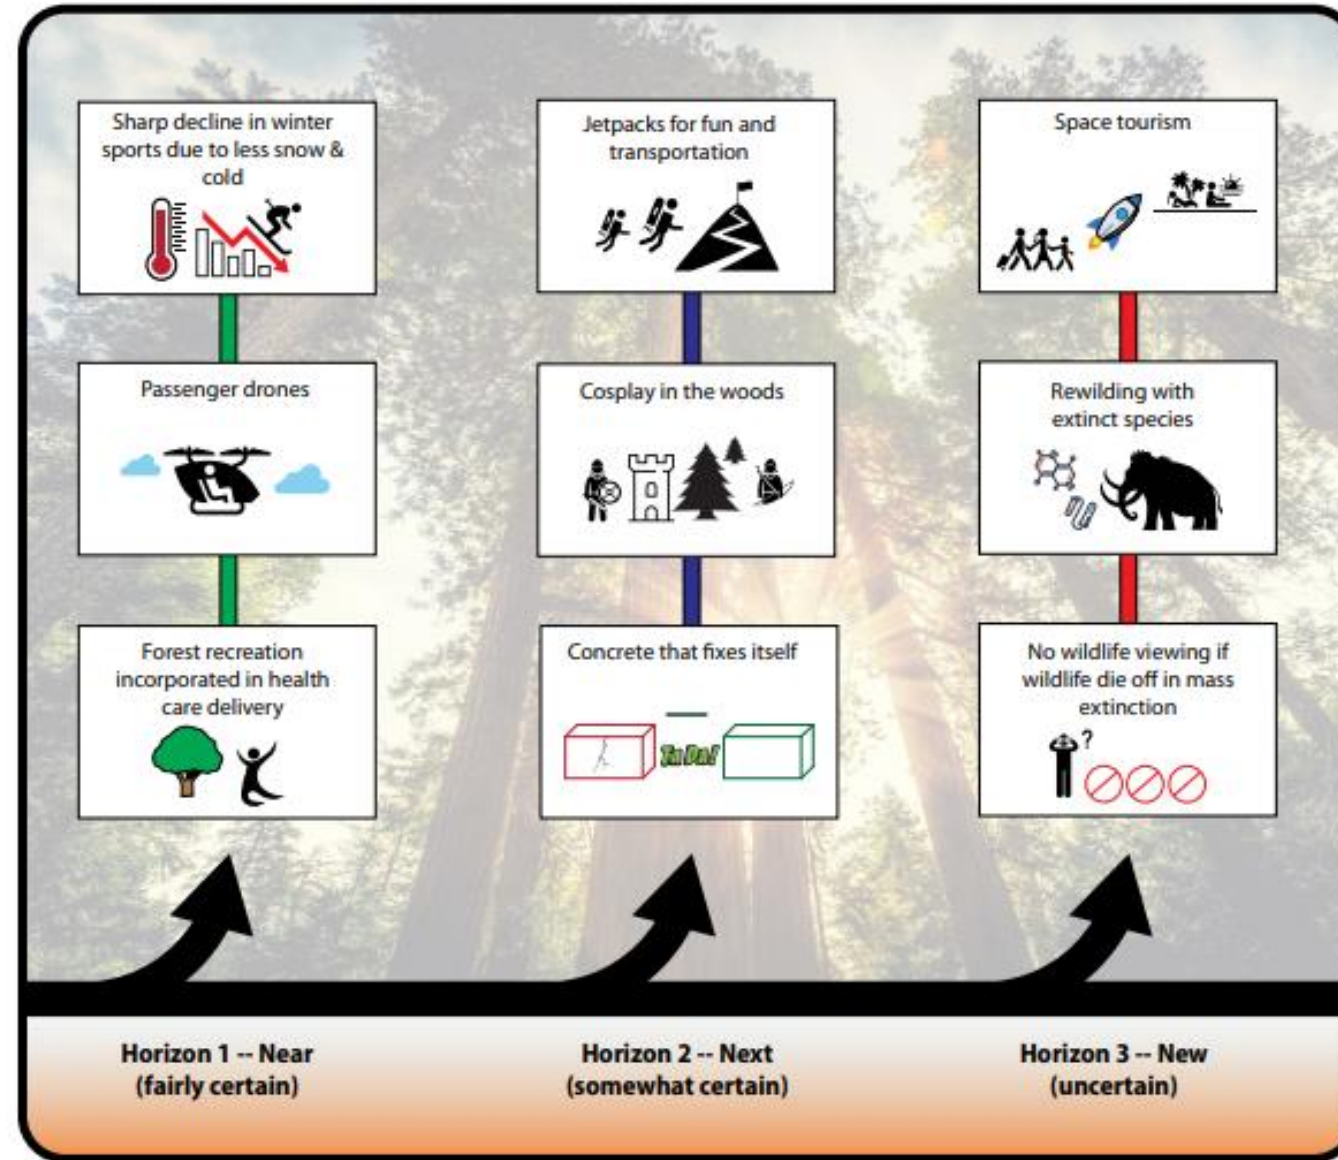 Sharp decline in winter
sports due to less snow &
cold
Passenger drones
Forest recreation
incorporated in health
care delivery
Jetpacks for fun and
transportation
Cosplay in the woods
Concrete that fixes itself
Ta Da!
Space tourism
Rewilding with
extinct species
No wildlife viewing if
wildlife die off in mass
extinction
?
Horizon 1 -- Near
(fairly certain)
Horizon 2 -- Next
(somewhat certain)
Horizon 3 -- New
(uncertain)